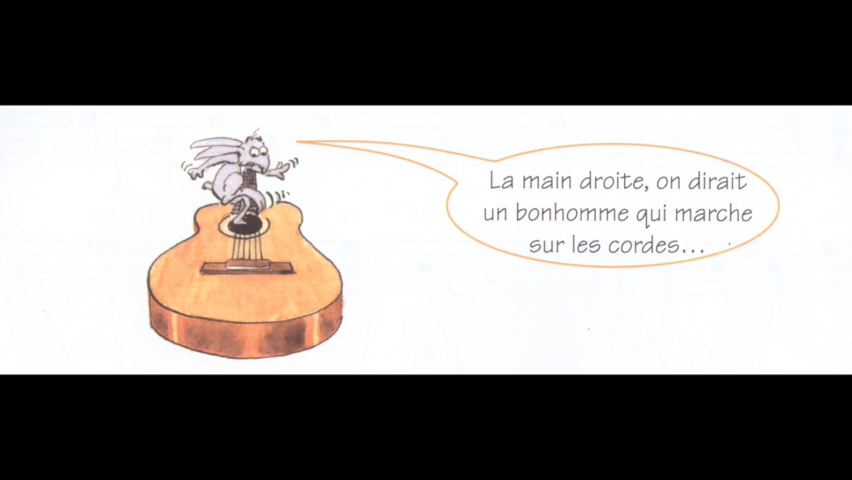 La main droite, on dirait
un bonhomme qui marche
sur les cordes...